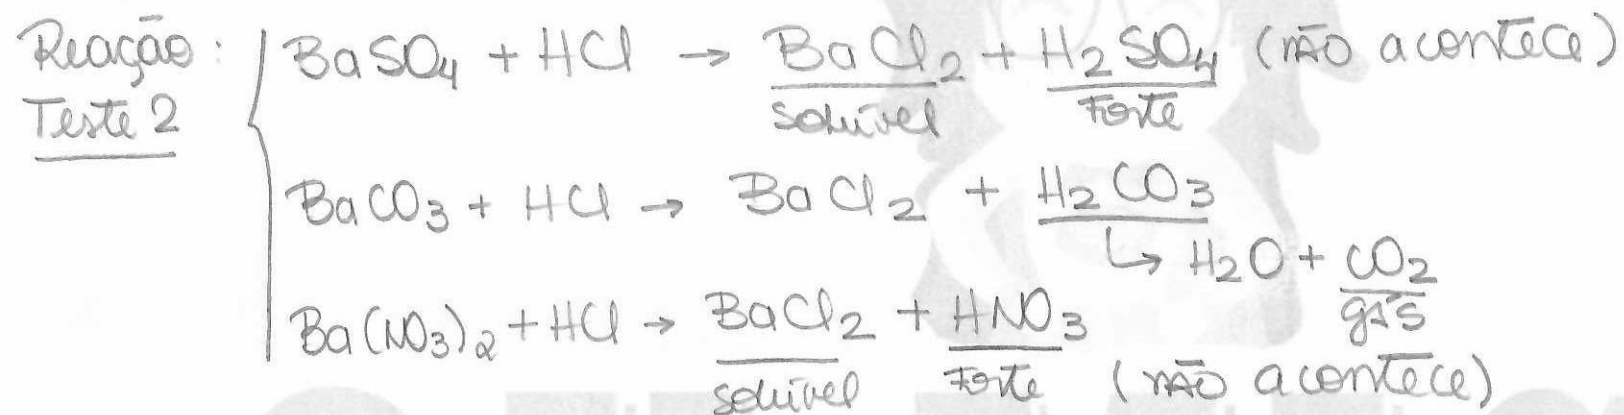 Reação: BaSO₄ + HCl → BaCl₂ + H₂SO₄ (não acontece)
Teste 2 solúvel Forte
BaCO₃ + HCl → BaCl₂ + H₂CO₃
↳ H₂O + CO₂
gás
Ba(NO₃)₂ + HCl → BaCl₂ + HNO₃
solúvel Forte (não acontece)